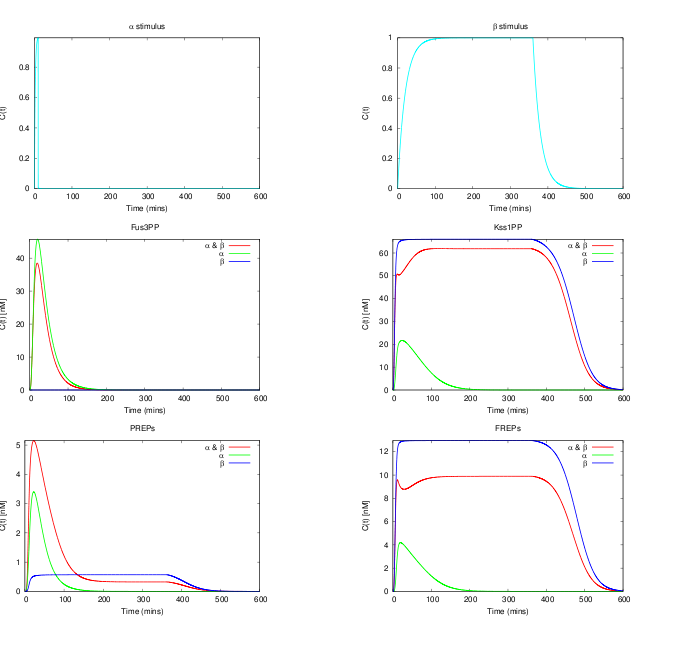 α stimulus
C(t)
0 0.2 0.4 0.6 0.8
0 100 200 300 400 500 600
Time (mins)
β stimulus
C(t)
0 0.2 0.4 0.6 0.8 1
0 100 200 300 400 500 600
Time (mins)
Fus3PP
C(t) [nM]
0 10 20 30 40
α & β
α
β
0 100 200 300 400 500 600
Time (mins)
Kss1PP
C(t) [nM]
0 10 20 30 40 50 60
α & β
α
β
0 100 200 300 400 500 600
Time (mins)
PREPs
C(t) [nM]
0 1 2 3 4 5
α & β
α
β
0 100 200 300 400 500 600
Time (mins)
FREPs
C(t) [nM]
0 2 4 6 8 10 12
α & β
α
β
0 100 200 300 400 500 600
Time (mins)